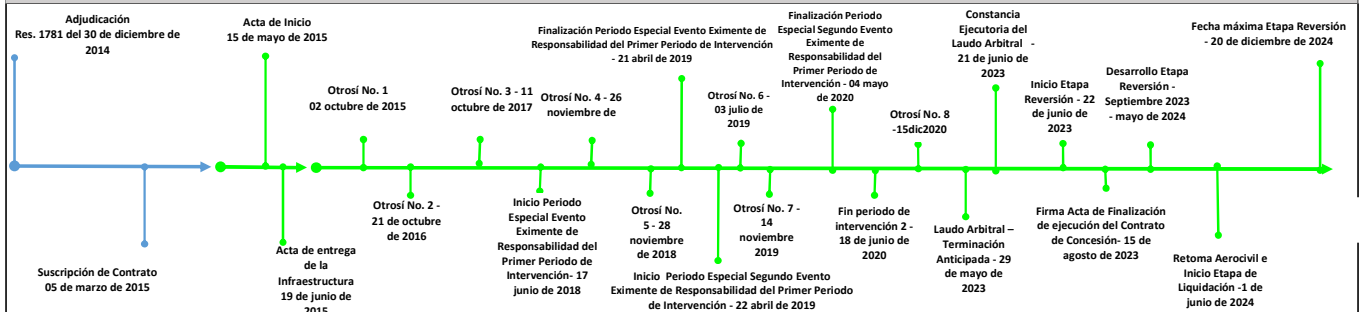 Adjudicación
Res. 1781 del 30 de diciembre de
2014
Suscripción de Contrato
05 de marzo de 2015
Acta de Inicio
15 de mayo de 2015
Acta de entrega
de la
Infraestructura
19 de junio de
2015
Otrosí No. 1
02 octubre de 2015
Otrosí No. 2 -
21 de octubre
de 2016
Otrosí No. 3 - 11
octubre de 2017
Inicio Periodo
Especial Evento
Eximente de
Responsabilidad del
Primer Periodo de
Intervención- 17
junio de 2018
Otrosí No. 4 - 26
noviembre de
Otrosí No.
5 - 28
noviembre
de 2018
Finalización Periodo Especial Evento Eximente
de Responsabilidad del Primer Periodo de Intervención
- 21 abril de 2019
Inicio Periodo Especial Segundo Evento
Eximente de Responsabilidad del Primer Periodo
de Intervención - 22 abril de 2019
Otrosí No. 6 -
03 julio de
2019
Otrosí No. 7 -
14
noviembre
2019
Finalización Periodo
Especial Segundo Evento
Eximente de
Responsabilidad del
Primer Periodo de
Intervención - 04 mayo
de 2020
Fin periodo de
intervención 2 -
18 de junio de
2020
Otrosí No. 8
-15dic2020
Laudo Arbitral –
Terminación
Anticipada - 29
de mayo de
2023
Constancia
Ejecutoria del
Laudo Arbitral -
21 de junio de
2023
Inicio Etapa
Reversión - 22
de junio de
2023
Firma Acta de Finalización
de ejecución del Contrato
de Concesión- 15 de
agosto de 2023
Desarrollo Etapa
Reversión -
Septiembre 2023
- mayo de 2024
Retoma Aerocivil e
Inicio Etapa de
Liquidación -1 de
junio de 2024
Fecha máxima Etapa Reversión
- 20 de diciembre de 2024